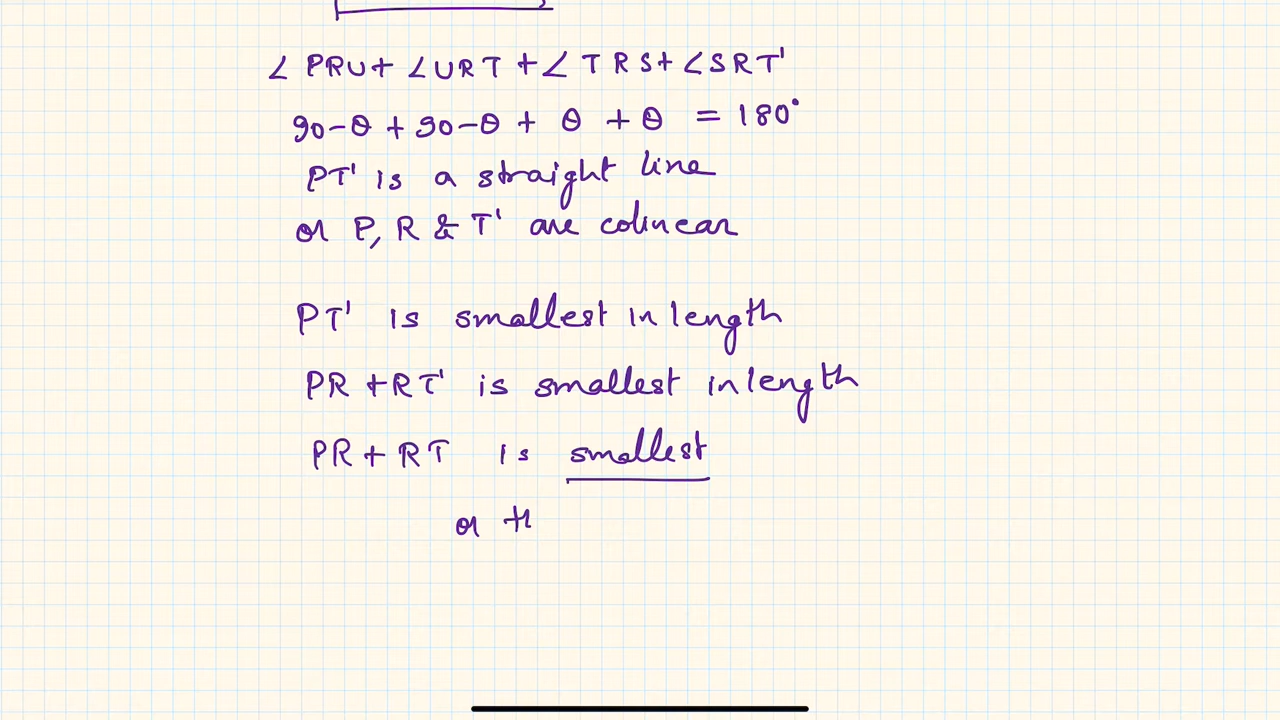 ∠ PRU + ∠URT + ∠ TRS + ∠SRT'
90-θ + 90-θ + θ + θ = 180°
PT' is a straight line
or P, R & T' are colinear
PT' is smallest in length
PR + RT' is smallest in length
PR + RT is smallest
or